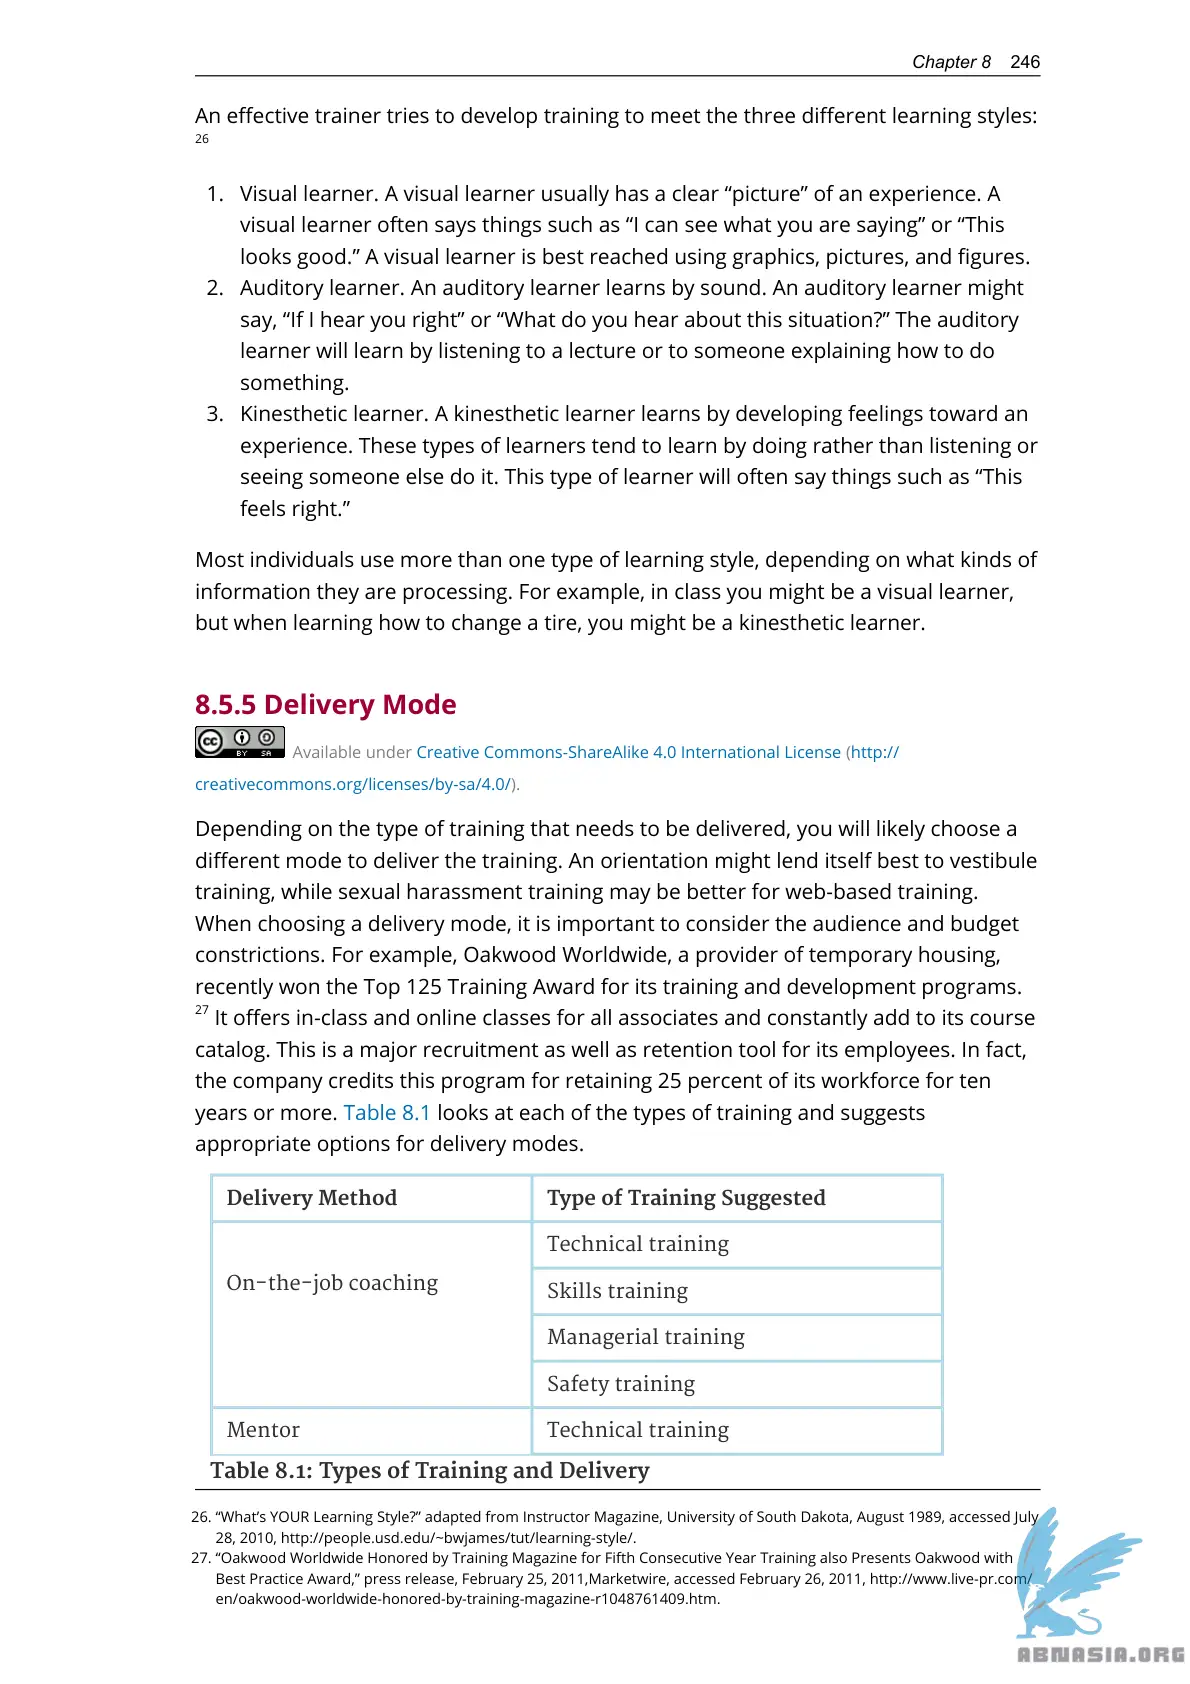 Chapter 8 246
An effective trainer tries to develop training to meet the three different learning styles:
26
1. Visual learner. A visual learner usually has a clear “picture” of an experience. A
visual learner often says things such as “I can see what you are saying” or “This
looks good.” A visual learner is best reached using graphics, pictures, and figures.
2. Auditory learner. An auditory learner learns by sound. An auditory learner might
say, “If I hear you right” or “What do you hear about this situation?” The auditory
learner will learn by listening to a lecture or to someone explaining how to do
something.
3. Kinesthetic learner. A kinesthetic learner learns by developing feelings toward an
experience. These types of learners tend to learn by doing rather than listening or
seeing someone else do it. This type of learner will often say things such as “This
feels right.”
Most individuals use more than one type of learning style, depending on what kinds of
information they are processing. For example, in class you might be a visual learner,
but when learning how to change a tire, you might be a kinesthetic learner.
8.5.5 Delivery Mode
cc BY SA Available under Creative Commons-ShareAlike 4.0 International License (http://
creativecommons.org/licenses/by-sa/4.0/).
Depending on the type of training that needs to be delivered, you will likely choose a
different mode to deliver the training. An orientation might lend itself best to vestibule
training, while sexual harassment training may be better for web-based training.
When choosing a delivery mode, it is important to consider the audience and budget
constrictions. For example, Oakwood Worldwide, a provider of temporary housing,
recently won the Top 125 Training Award for its training and development programs.
27 It offers in-class and online classes for all associates and constantly add to its course
catalog. This is a major recruitment as well as retention tool for its employees. In fact,
the company credits this program for retaining 25 percent of its workforce for ten
years or more. Table 8.1 looks at each of the types of training and suggests
appropriate options for delivery modes.
Delivery Method Type of Training Suggested
On-the-job coaching Technical training
Skills training
Managerial training
Safety training
Mentor Technical training
Table 8.1: Types of Training and Delivery
26. “What’s YOUR Learning Style?” adapted from Instructor Magazine, University of South Dakota, August 1989, accessed July
28, 2010, http://people.usd.edu/~bwjames/tut/learning-style/.
27. “Oakwood Worldwide Honored by Training Magazine for Fifth Consecutive Year Training also Presents Oakwood with
Best Practice Award,” press release, February 25, 2011,Marketwire, accessed February 26, 2011, http://www.live-pr.com/
en/oakwood-worldwide-honored-by-training-magazine-r1048761409.htm.
ABNASIA.ORG